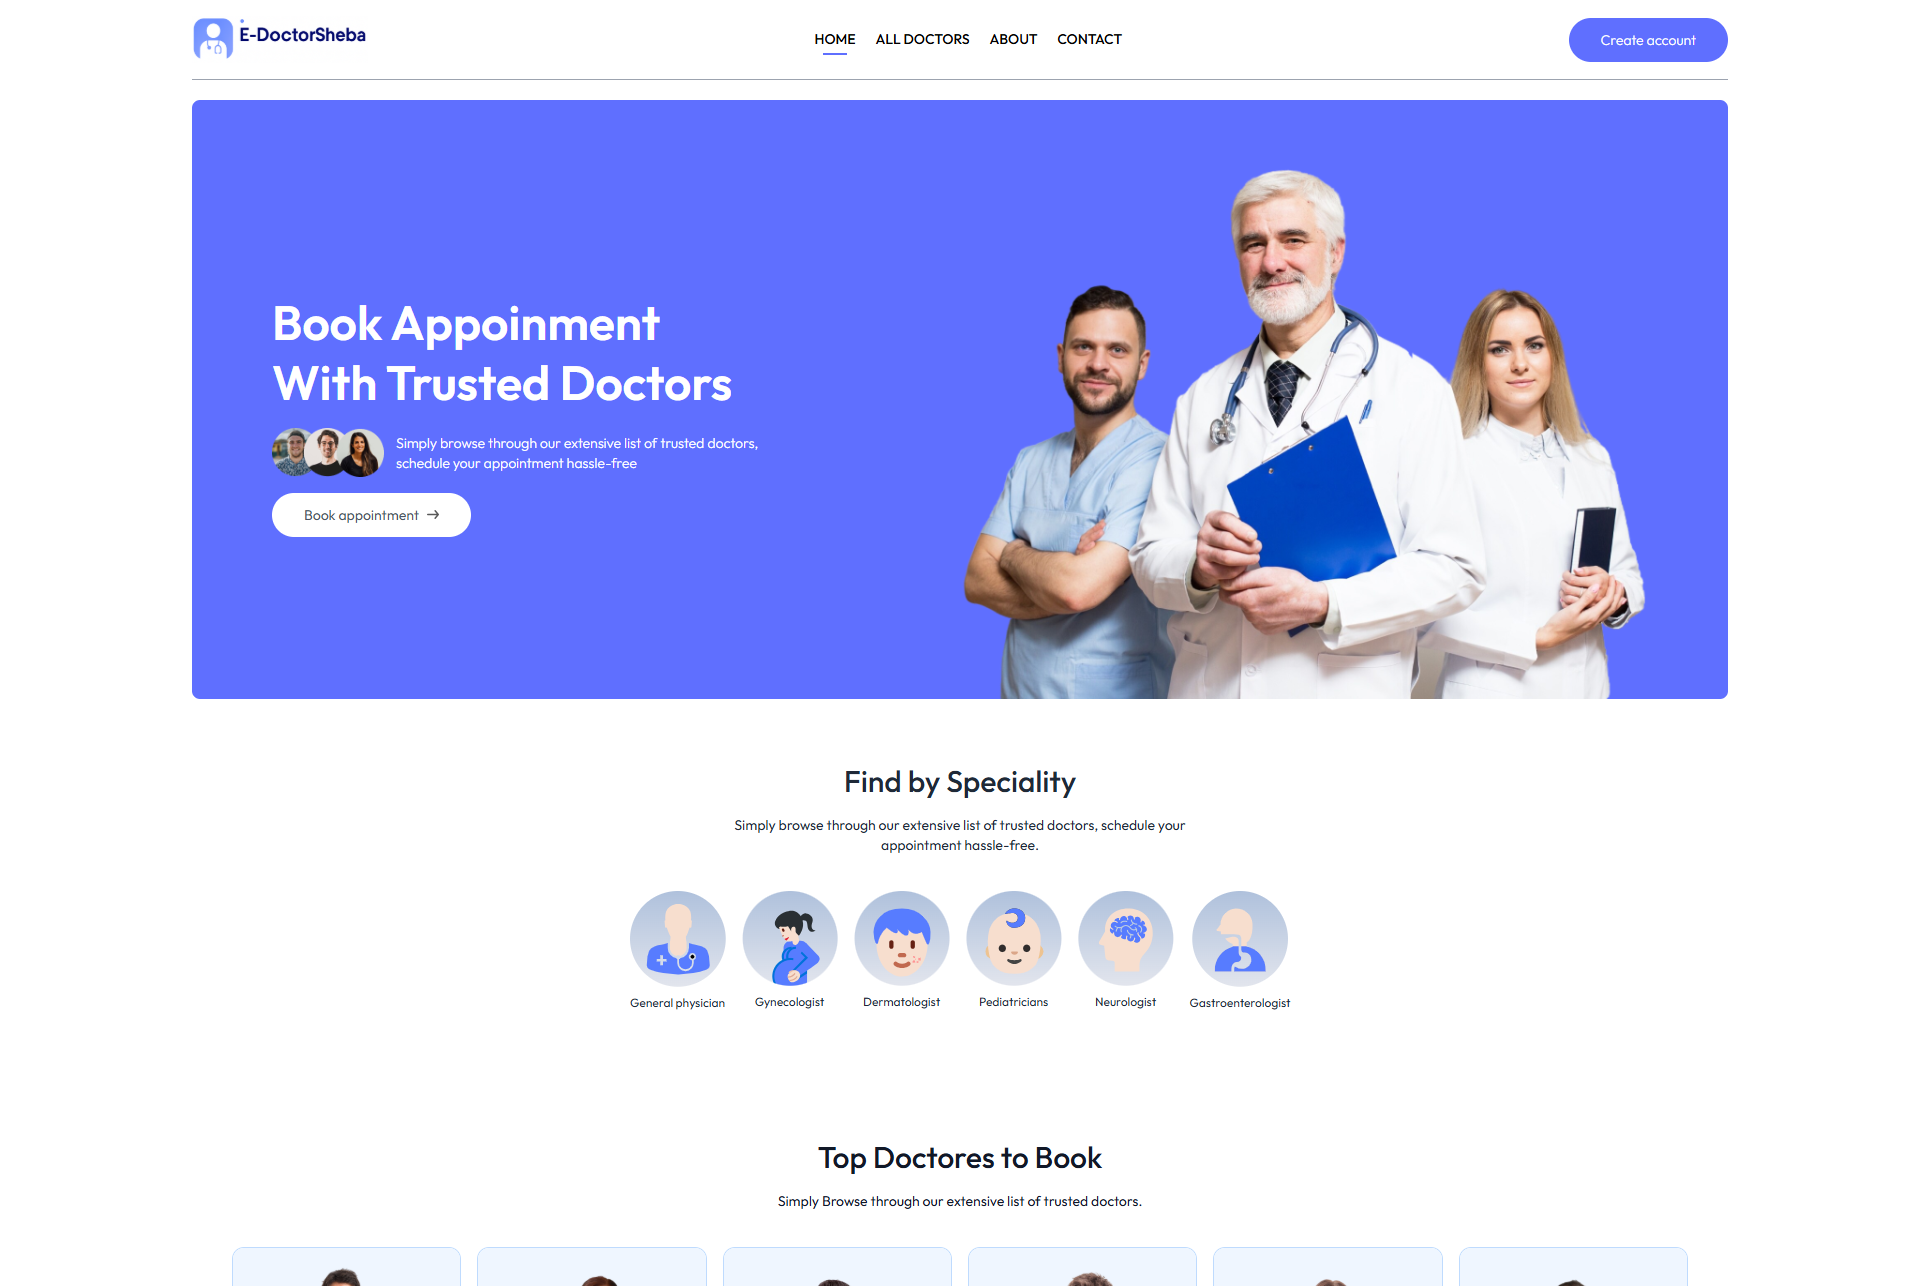 E-DoctorSheba
HOME
ALL DOCTORS
ABOUT
CONTACT
Create account
Book Appoinment
With Trusted Doctors
Simply browse through our extensive list of trusted doctors,
schedule your appointment hassle-free
Book appointment →
Find by Speciality
Simply browse through our extensive list of trusted doctors, schedule your
appointment hassle-free.
General physician
Gynecologist
Dermatologist
Pediatricians
Neurologist
Gastroenterologist
Top Doctores to Book
Simply Browse through our extensive list of trusted doctors.